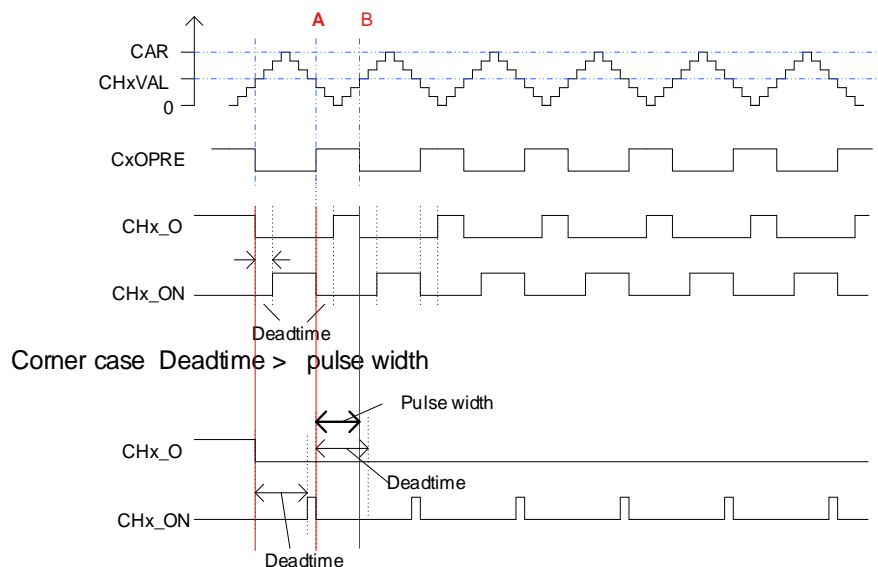 A B
CAR
CHxVAL
0
CxOPRE
CHx_O
CHx_ON
Deadtime
Corner case Deadtime > pulse width
Pulse width
CHx_O
Deadtime
CHx_ON
Deadtime